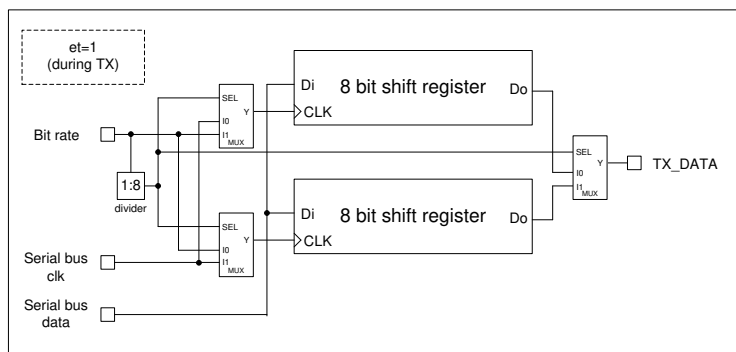 et=1
(during TX)
SEL
I0
I1
MUX
Y
Di
8 bit shift register
Do
CLK
Bit rate
1:8
divider
SEL
I0
I1
MUX
Y
TX_DATA
SEL
I0
I1
MUX
Y
Di
8 bit shift register
Do
CLK
Serial bus
clk
Serial bus
data